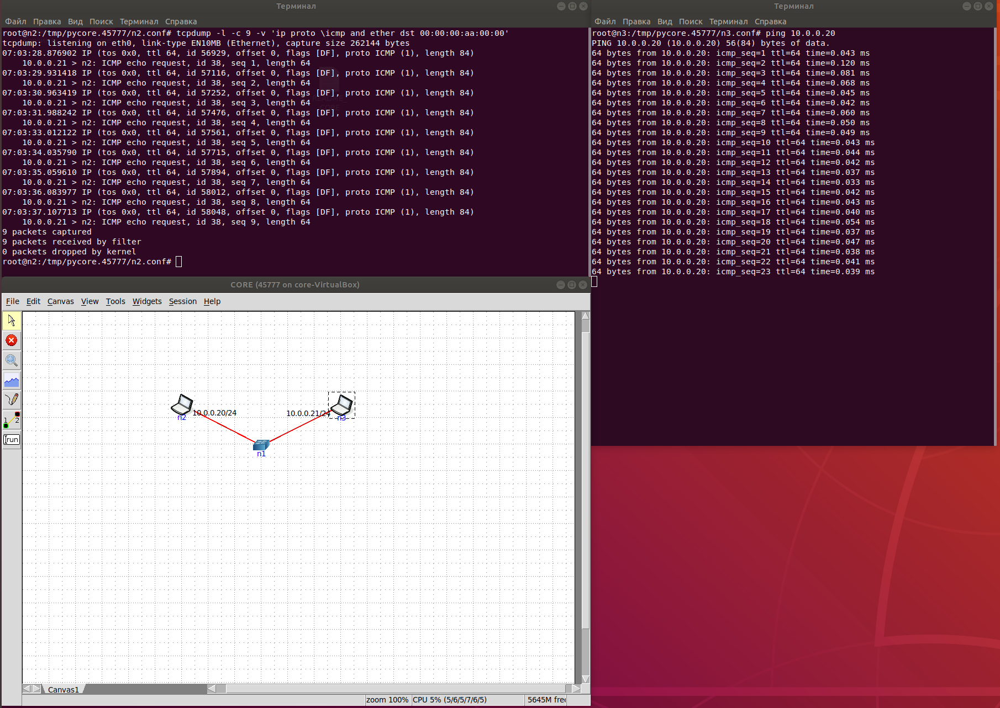 Терминал
Файл Правка Вид Поиск Терминал Справка
root@n2:/tmp/pycore.45777/n2.conf# tcpdump -l -c 9 -v 'ip proto \icmp and ether dst 00:00:00:aa:00:00'
tcpdump: listening on eth0, link-type EN10MB (Ethernet), capture size 262144 bytes
07:03:28.876902 IP (tos 0x0, ttl 64, id 56929, offset 0, flags [DF], proto ICMP (1), length 84)
    10.0.0.21 > n2: ICMP echo request, id 38, seq 1, length 64
07:03:29.931418 IP (tos 0x0, ttl 64, id 57116, offset 0, flags [DF], proto ICMP (1), length 84)
    10.0.0.21 > n2: ICMP echo request, id 38, seq 2, length 64
07:03:30.963419 IP (tos 0x0, ttl 64, id 57252, offset 0, flags [DF], proto ICMP (1), length 84)
    10.0.0.21 > n2: ICMP echo request, id 38, seq 3, length 64
07:03:31.988242 IP (tos 0x0, ttl 64, id 57476, offset 0, flags [DF], proto ICMP (1), length 84)
    10.0.0.21 > n2: ICMP echo request, id 38, seq 4, length 64
07:03:33.012122 IP (tos 0x0, ttl 64, id 57561, offset 0, flags [DF], proto ICMP (1), length 84)
    10.0.0.21 > n2: ICMP echo request, id 38, seq 5, length 64
07:03:34.035790 IP (tos 0x0, ttl 64, id 57715, offset 0, flags [DF], proto ICMP (1), length 84)
    10.0.0.21 > n2: ICMP echo request, id 38, seq 6, length 64
07:03:35.059610 IP (tos 0x0, ttl 64, id 57894, offset 0, flags [DF], proto ICMP (1), length 84)
    10.0.0.21 > n2: ICMP echo request, id 38, seq 7, length 64
07:03:36.083977 IP (tos 0x0, ttl 64, id 58012, offset 0, flags [DF], proto ICMP (1), length 84)
    10.0.0.21 > n2: ICMP echo request, id 38, seq 8, length 64
07:03:37.107713 IP (tos 0x0, ttl 64, id 58048, offset 0, flags [DF], proto ICMP (1), length 84)
    10.0.0.21 > n2: ICMP echo request, id 38, seq 9, length 64
9 packets captured
9 packets received by filter
0 packets dropped by kernel
root@n2:/tmp/pycore.45777/n2.conf#
Терминал
Файл Правка Вид Поиск Терминал Справка
root@n3:/tmp/pycore.45777/n3.conf# ping 10.0.0.20
PING 10.0.0.20 (10.0.0.20) 56(84) bytes of data.
64 bytes from 10.0.0.20: icmp_seq=1 ttl=64 time=0.043 ms
64 bytes from 10.0.0.20: icmp_seq=2 ttl=64 time=0.120 ms
64 bytes from 10.0.0.20: icmp_seq=3 ttl=64 time=0.081 ms
64 bytes from 10.0.0.20: icmp_seq=4 ttl=64 time=0.068 ms
64 bytes from 10.0.0.20: icmp_seq=5 ttl=64 time=0.045 ms
64 bytes from 10.0.0.20: icmp_seq=6 ttl=64 time=0.042 ms
64 bytes from 10.0.0.20: icmp_seq=7 ttl=64 time=0.060 ms
64 bytes from 10.0.0.20: icmp_seq=8 ttl=64 time=0.050 ms
64 bytes from 10.0.0.20: icmp_seq=9 ttl=64 time=0.049 ms
64 bytes from 10.0.0.20: icmp_seq=10 ttl=64 time=0.043 ms
64 bytes from 10.0.0.20: icmp_seq=11 ttl=64 time=0.044 ms
64 bytes from 10.0.0.20: icmp_seq=12 ttl=64 time=0.042 ms
64 bytes from 10.0.0.20: icmp_seq=13 ttl=64 time=0.037 ms
64 bytes from 10.0.0.20: icmp_seq=14 ttl=64 time=0.033 ms
64 bytes from 10.0.0.20: icmp_seq=15 ttl=64 time=0.042 ms
64 bytes from 10.0.0.20: icmp_seq=16 ttl=64 time=0.043 ms
64 bytes from 10.0.0.20: icmp_seq=17 ttl=64 time=0.040 ms
64 bytes from 10.0.0.20: icmp_seq=18 ttl=64 time=0.054 ms
64 bytes from 10.0.0.20: icmp_seq=19 ttl=64 time=0.037 ms
64 bytes from 10.0.0.20: icmp_seq=20 ttl=64 time=0.047 ms
64 bytes from 10.0.0.20: icmp_seq=21 ttl=64 time=0.038 ms
64 bytes from 10.0.0.20: icmp_seq=22 ttl=64 time=0.041 ms
64 bytes from 10.0.0.20: icmp_seq=23 ttl=64 time=0.039 ms
CORE (45777 on core-VirtualBox)
File Edit Canvas View Tools Widgets Session Help
10.0.0.20/24
n2
10.0.0.21/24
n3
n1
1 2
run
Canvas1
zoom 100% CPU 5% (5/6/5/7/6/5) 5645M free